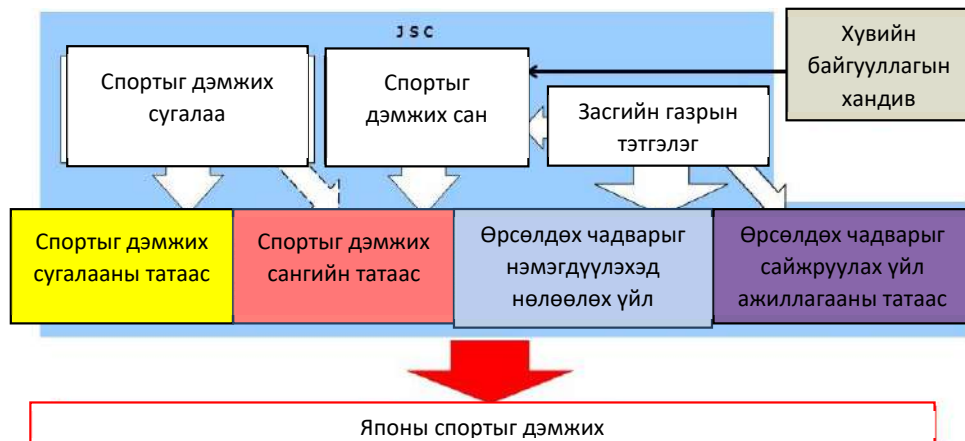 JSC
Спортыг дэмжих
сугалаа
Спортыг
дэмжих сан
Засгийн газрын
тэтгэлэг
Хувийн
байгууллагын
хандив
Спортыг дэмжих
сугалааны татаас
Спортыг дэмжих
сангийн татаас
Өрсөлдөх чадварыг
нэмэгдүүлэхэд
нөлөөлөх үйл
Өрсөлдөх чадварыг
сайжруулах үйл
ажиллагааны татаас
Японы спортыг дэмжих